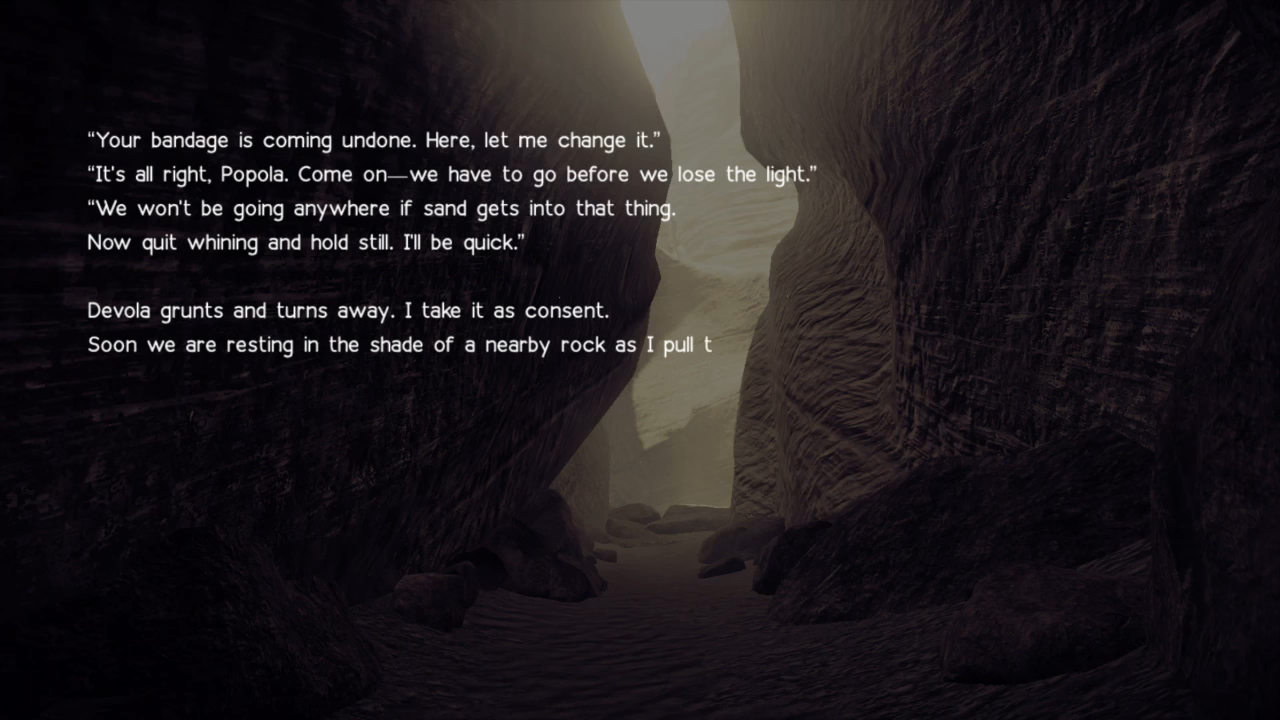 “Your bandage is coming undone. Here, let me change it.”
“It's all right, Popola. Come on—we have to go before we lose the light.”
“We won't be going anywhere if sand gets into that thing.
Now quit whining and hold still. I'll be quick.”
Devola grunts and turns away. I take it as consent.
Soon we are resting in the shade of a nearby rock as I pull t